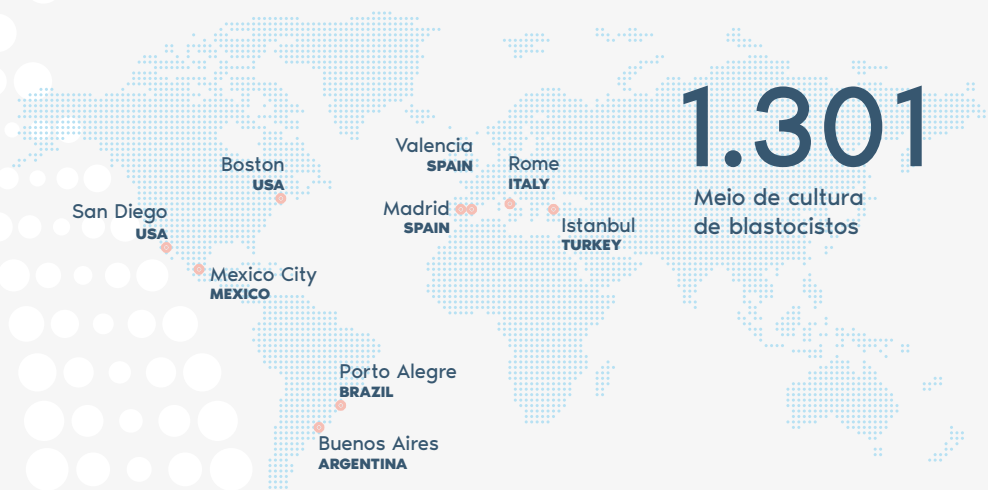 1.301
Meio de cultura
de blastocistos
Valencia
SPAIN
Boston
USA
Rome
ITALY
San Diego
USA
Madrid
SPAIN
Istanbul
TURKEY
Mexico City
MEXICO
Porto Alegre
BRAZIL
Buenos Aires
ARGENTINA